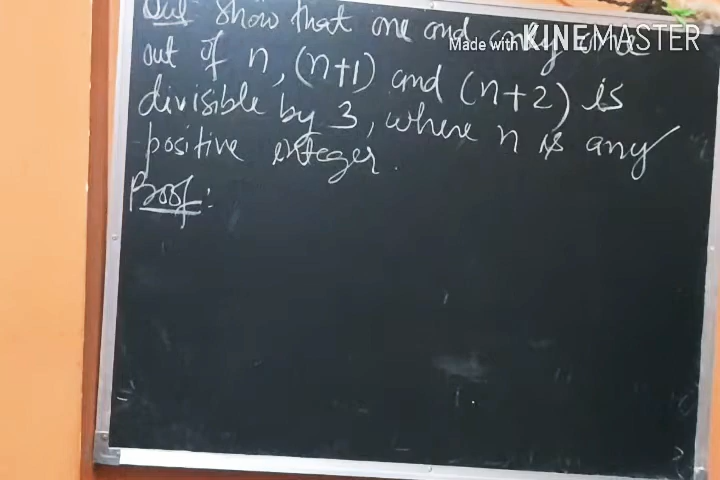 Que Show that one and only one
Made with KINEMASTER
out of n, (n+1) and (n+2) is
divisible by 3, where n is any
positive integer.
Proof: